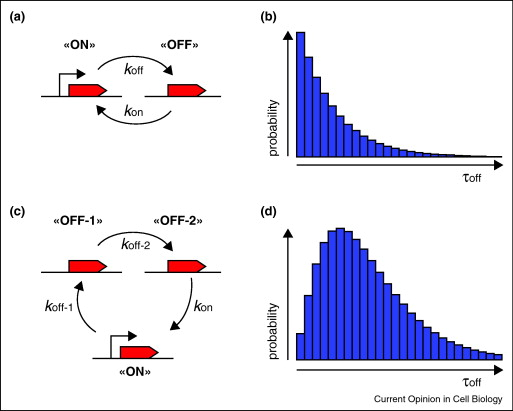 (a)
«ON» «OFF»
koff
kon
(b)
probability
τoff
(c)
«OFF-1» «OFF-2»
koff-2
koff-1
kon
«ON»
(d)
probability
τoff
Current Opinion in Cell Biology